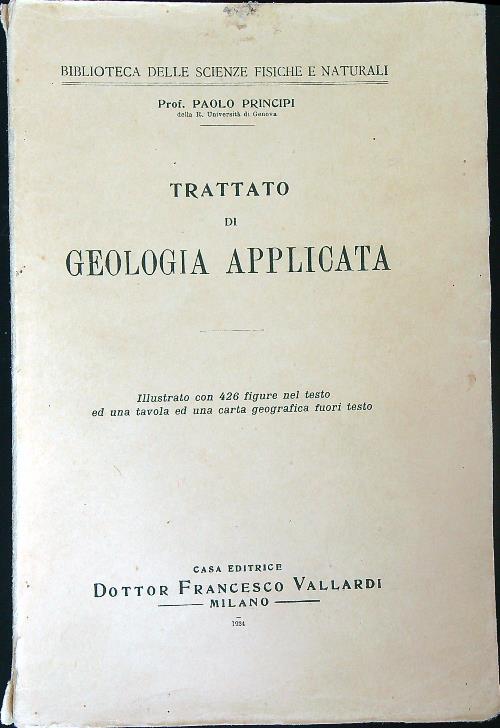 BIBLIOTECA DELLE SCIENZE FISICHE E NATURALI
Prof. PAOLO PRINCIPI
della R. Università di Genova
TRATTATO
DI
GEOLOGIA APPLICATA
Illustrato con 426 figure nel testo
ed una tavola ed una carta geografica fuori testo
CASA EDITRICE
DOTTOR FRANCESCO VALLARDI
MILANO
1924